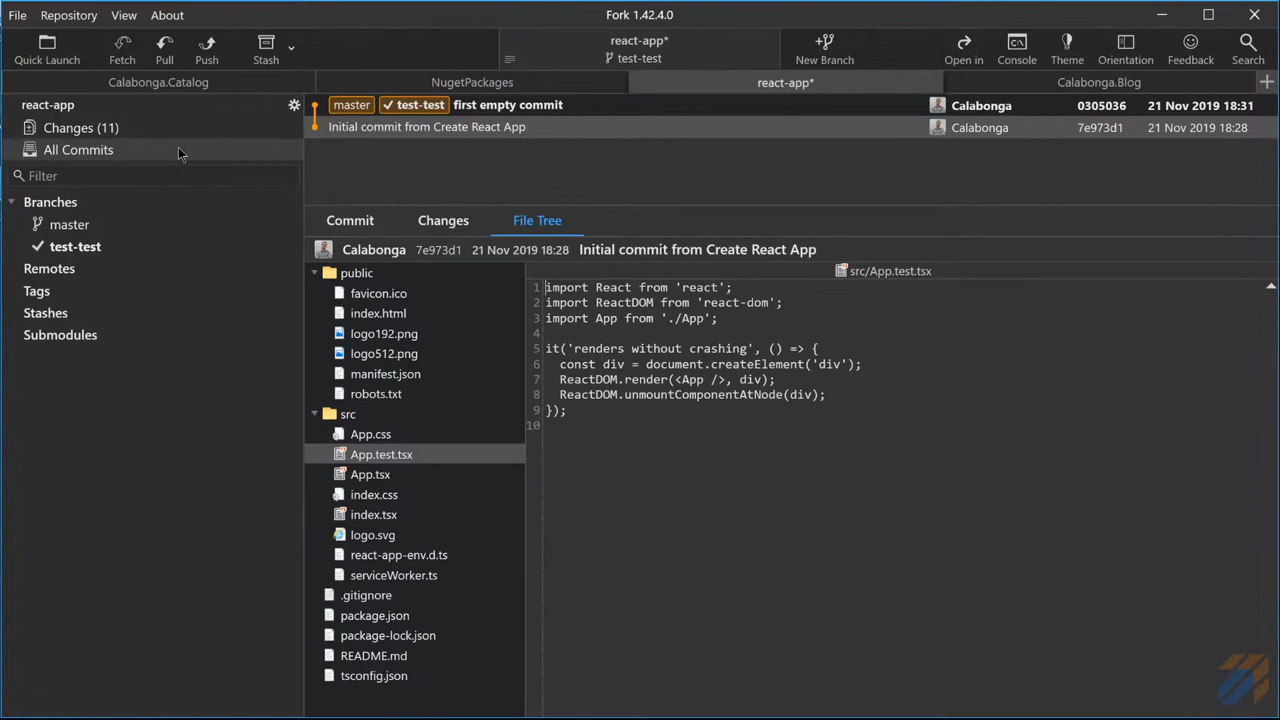 File Repository View About Fork 1.42.4.0
Quick Launch Fetch Pull Push Stash
react-app*
test-test
New Branch Open in Console Theme Orientation Feedback Search
Calabonga.Catalog NugetPackages react-app* Calabonga.Blog
react-app
Changes (11)
All Commits
Filter
Branches
master
test-test
Remotes
Tags
Stashes
Submodules
master test-test first empty commit Calabonga 0305036 21 Nov 2019 18:31
Initial commit from Create React App Calabonga 7e973d1 21 Nov 2019 18:28
Commit Changes File Tree
Calabonga 7e973d1 21 Nov 2019 18:28 Initial commit from Create React App
public
favicon.ico
index.html
logo192.png
logo512.png
manifest.json
robots.txt
src
App.css
App.test.tsx
App.tsx
index.css
index.tsx
logo.svg
react-app-env.d.ts
serviceWorker.ts
.gitignore
package.json
package-lock.json
README.md
tsconfig.json
src/App.test.tsx
1 import React from 'react';
2 import ReactDOM from 'react-dom';
3 import App from './App';
4
5 it('renders without crashing', () => {
6   const div = document.createElement('div');
7   ReactDOM.render(<App />, div);
8   ReactDOM.unmountComponentAtNode(div);
9 });
10